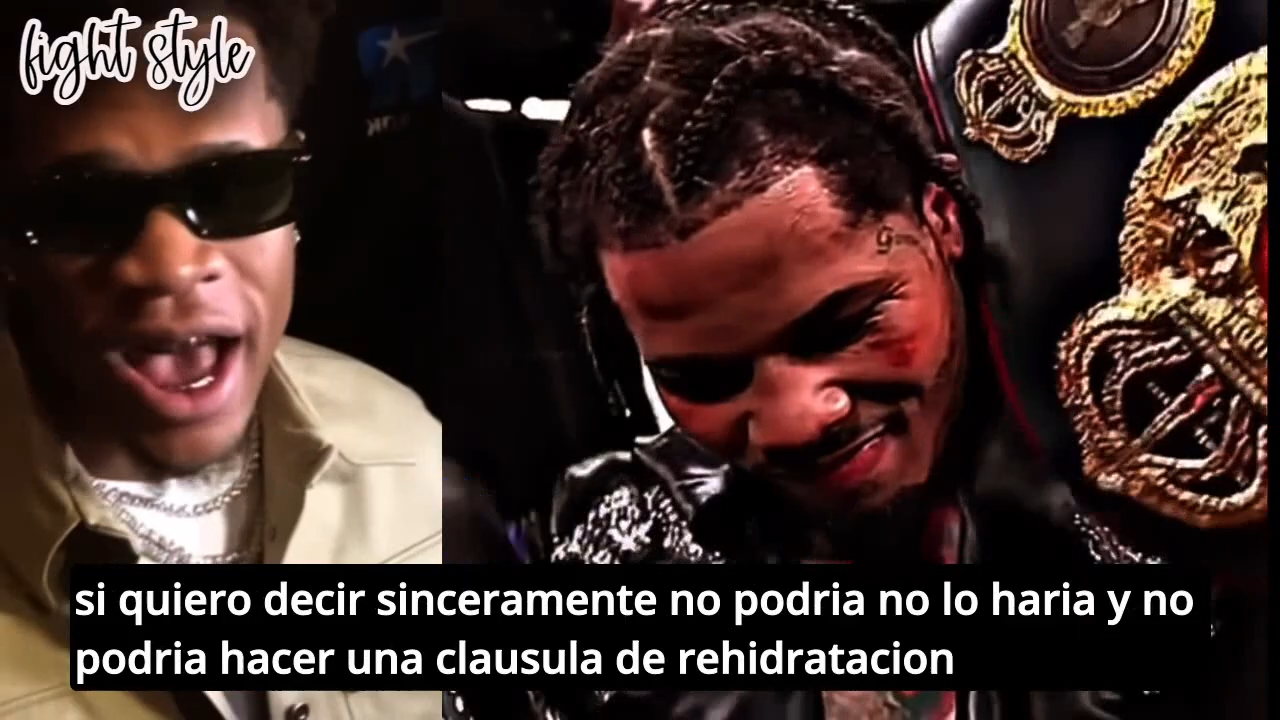 fight style
si quiero decir sinceramente no podria no lo haria y no
podria hacer una clausula de rehidratacion